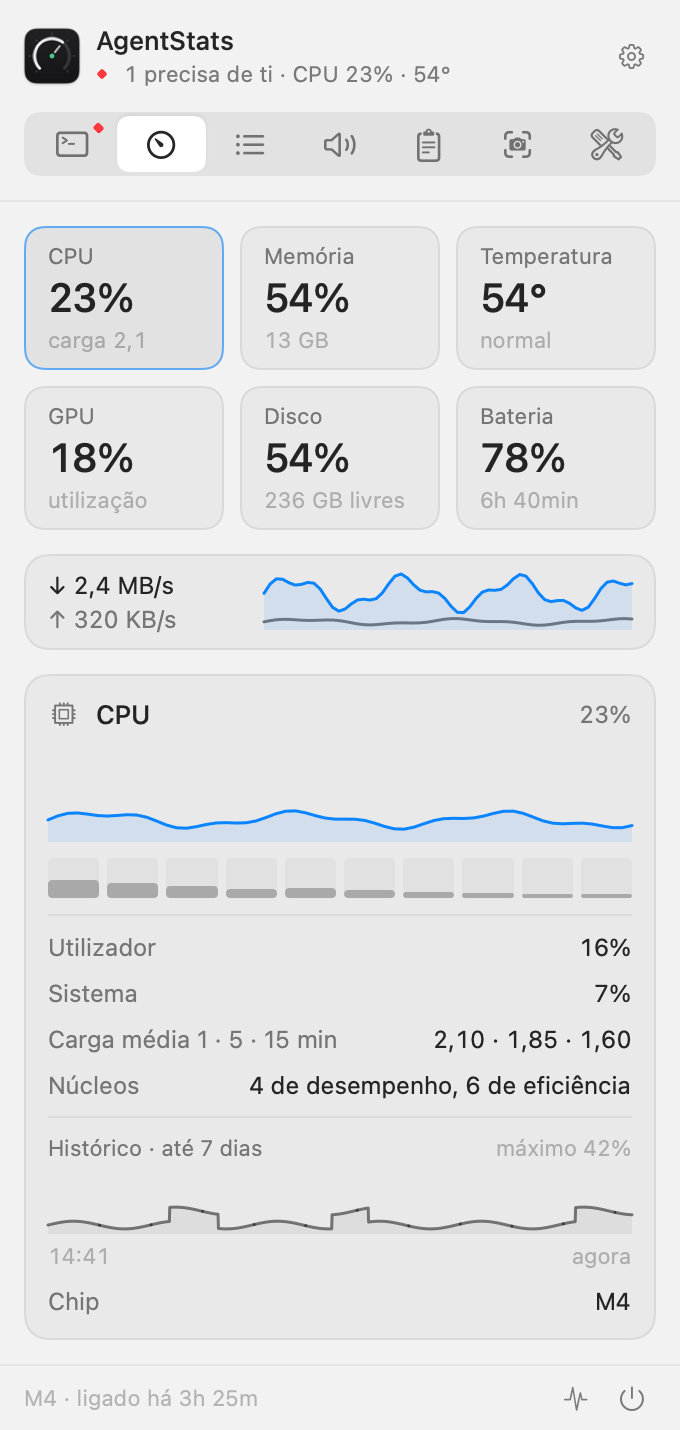 AgentStats
1 precisa de ti · CPU 23% · 54°
CPU
23%
carga 2,1
Memória
54%
13 GB
Temperatura
54°
normal
GPU
18%
utilização
Disco
54%
236 GB livres
Bateria
78%
6h 40min
↓ 2,4 MB/s
↑ 320 KB/s
CPU 23%
Utilizador 16%
Sistema 7%
Carga média 1 · 5 · 15 min 2,10 · 1,85 · 1,60
Núcleos 4 de desempenho, 6 de eficiência
Histórico · até 7 dias máximo 42%
14:41 agora
Chip M4
M4 · ligado há 3h 25m